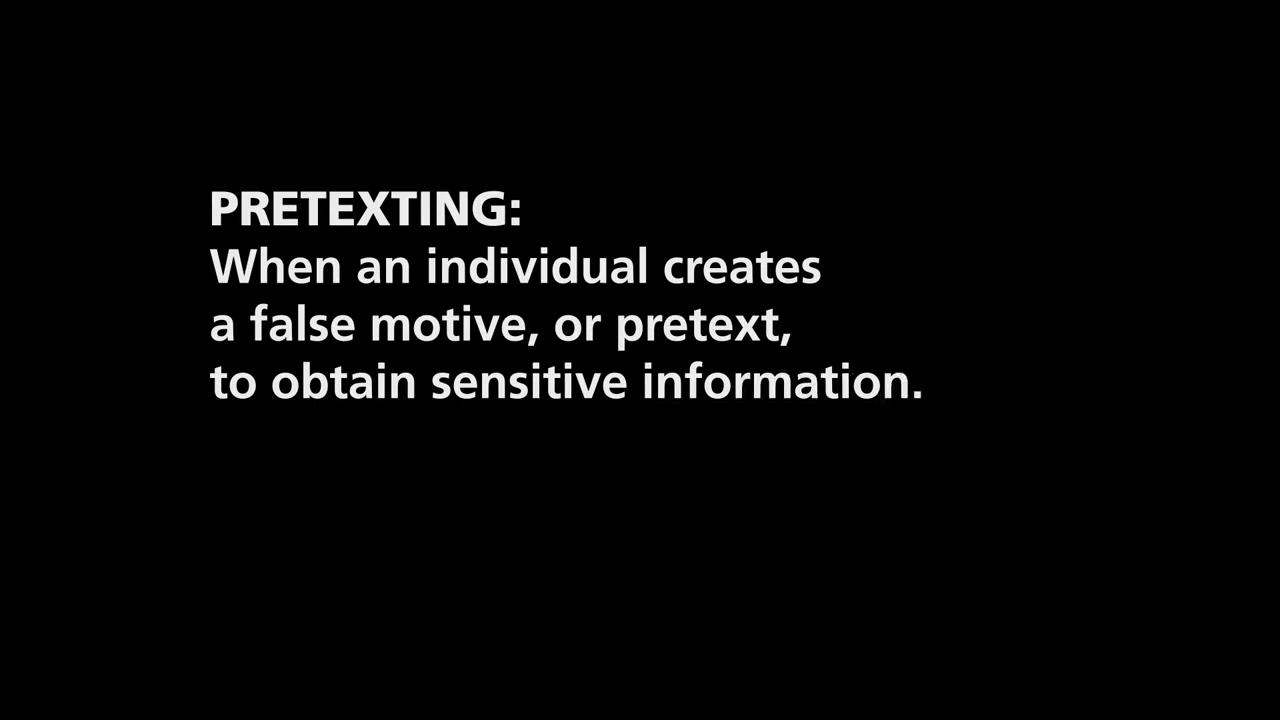 PRETEXTING:
When an individual creates
a false motive, or pretext,
to obtain sensitive information.